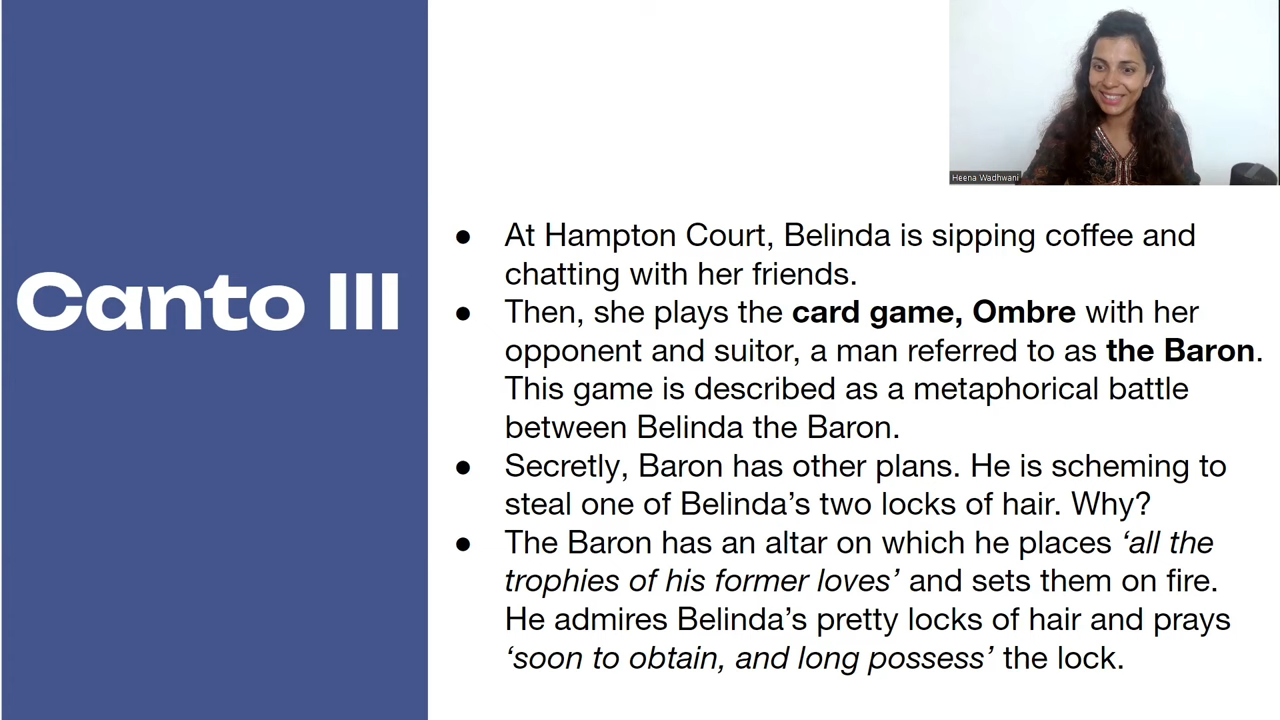 Heena Wadhwani
Canto III
● At Hampton Court, Belinda is sipping coffee and
chatting with her friends.
● Then, she plays the card game, Ombre with her
opponent and suitor, a man referred to as the Baron.
This game is described as a metaphorical battle
between Belinda the Baron.
● Secretly, Baron has other plans. He is scheming to
steal one of Belinda’s two locks of hair. Why?
● The Baron has an altar on which he places ‘all the
trophies of his former loves’ and sets them on fire.
He admires Belinda’s pretty locks of hair and prays
‘soon to obtain, and long possess’ the lock.